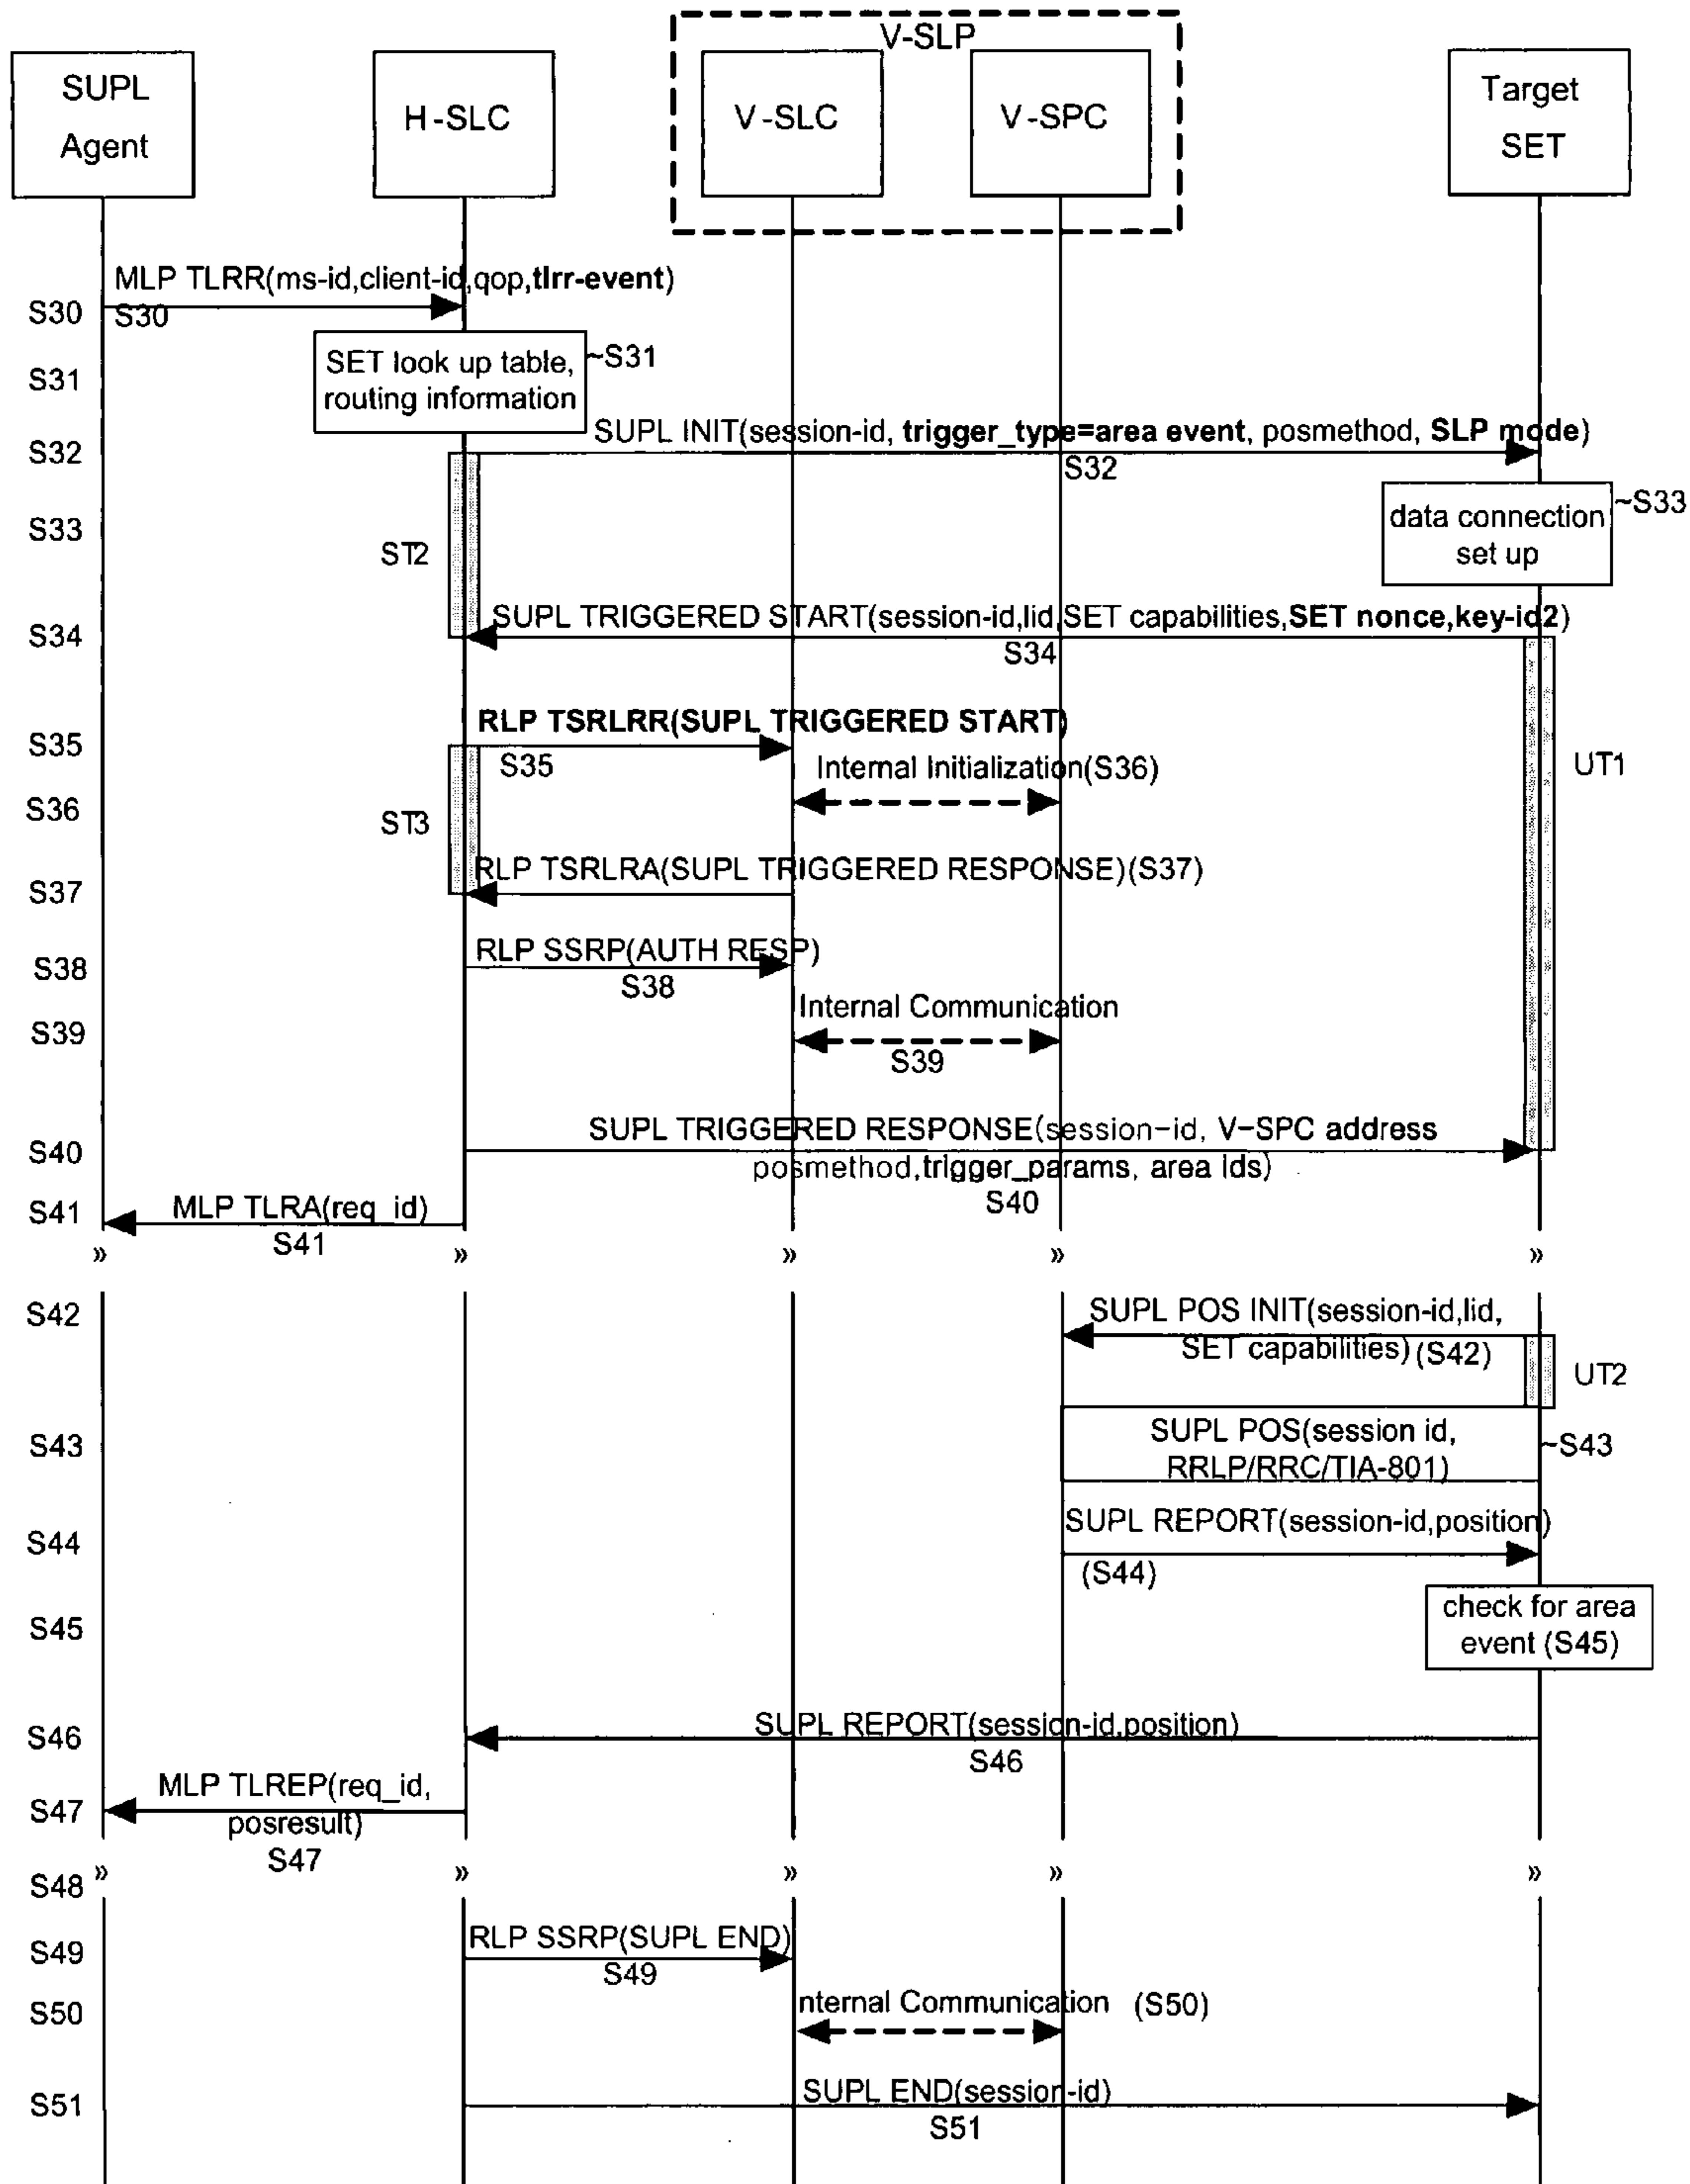 V-SLP
SUPL
Agent
H-SLC
V-SLC
V-SPC
Target
SET
MLP TLRR(ms-id,client-id,qop,tlrr-event)
S30
S30
SET look up table,
routing information
~S31
S31
SUPL INIT(session-id, trigger_type=area event, posmethod, SLP mode)
S32
S32
data connection
set up
~S33
S33
ST2
SUPL TRIGGERED START(session-id,lid,SET capabilities,SET nonce,key-id2)
S34
S34
RLP TSRLRR(SUPL TRIGGERED START)
S35
S35
Internal Initialization(S36)
UT1
S36
ST3
RLP TSRLRA(SUPL TRIGGERED RESPONSE)(S37)
S37
RLP SSRP(AUTH RESP)
S38
S38
Internal Communication
S39
S39
SUPL TRIGGERED RESPONSE(session-id, V-SPC address
S40
posmethod,trigger_params, area ids)
S40
S41
MLP TLRA(req_id)
S41
» » » » »
S42
SUPL POS INIT(session-id,lid,
SET capabilities) (S42)
UT2
S43
SUPL POS(session id,
RRLP/RRC/TIA-801)
~S43
S44
SUPL REPORT(session-id,position)
(S44)
S45
check for area
event (S45)
S46
SUPL REPORT(session-id,position)
S46
MLP TLREP(req_id,
S47
posresult)
S47
S48
» » » » »
RLP SSRP(SUPL END)
S49
S49
S50
nternal Communication (S50)
SUPL END(session-id)
S51
S51